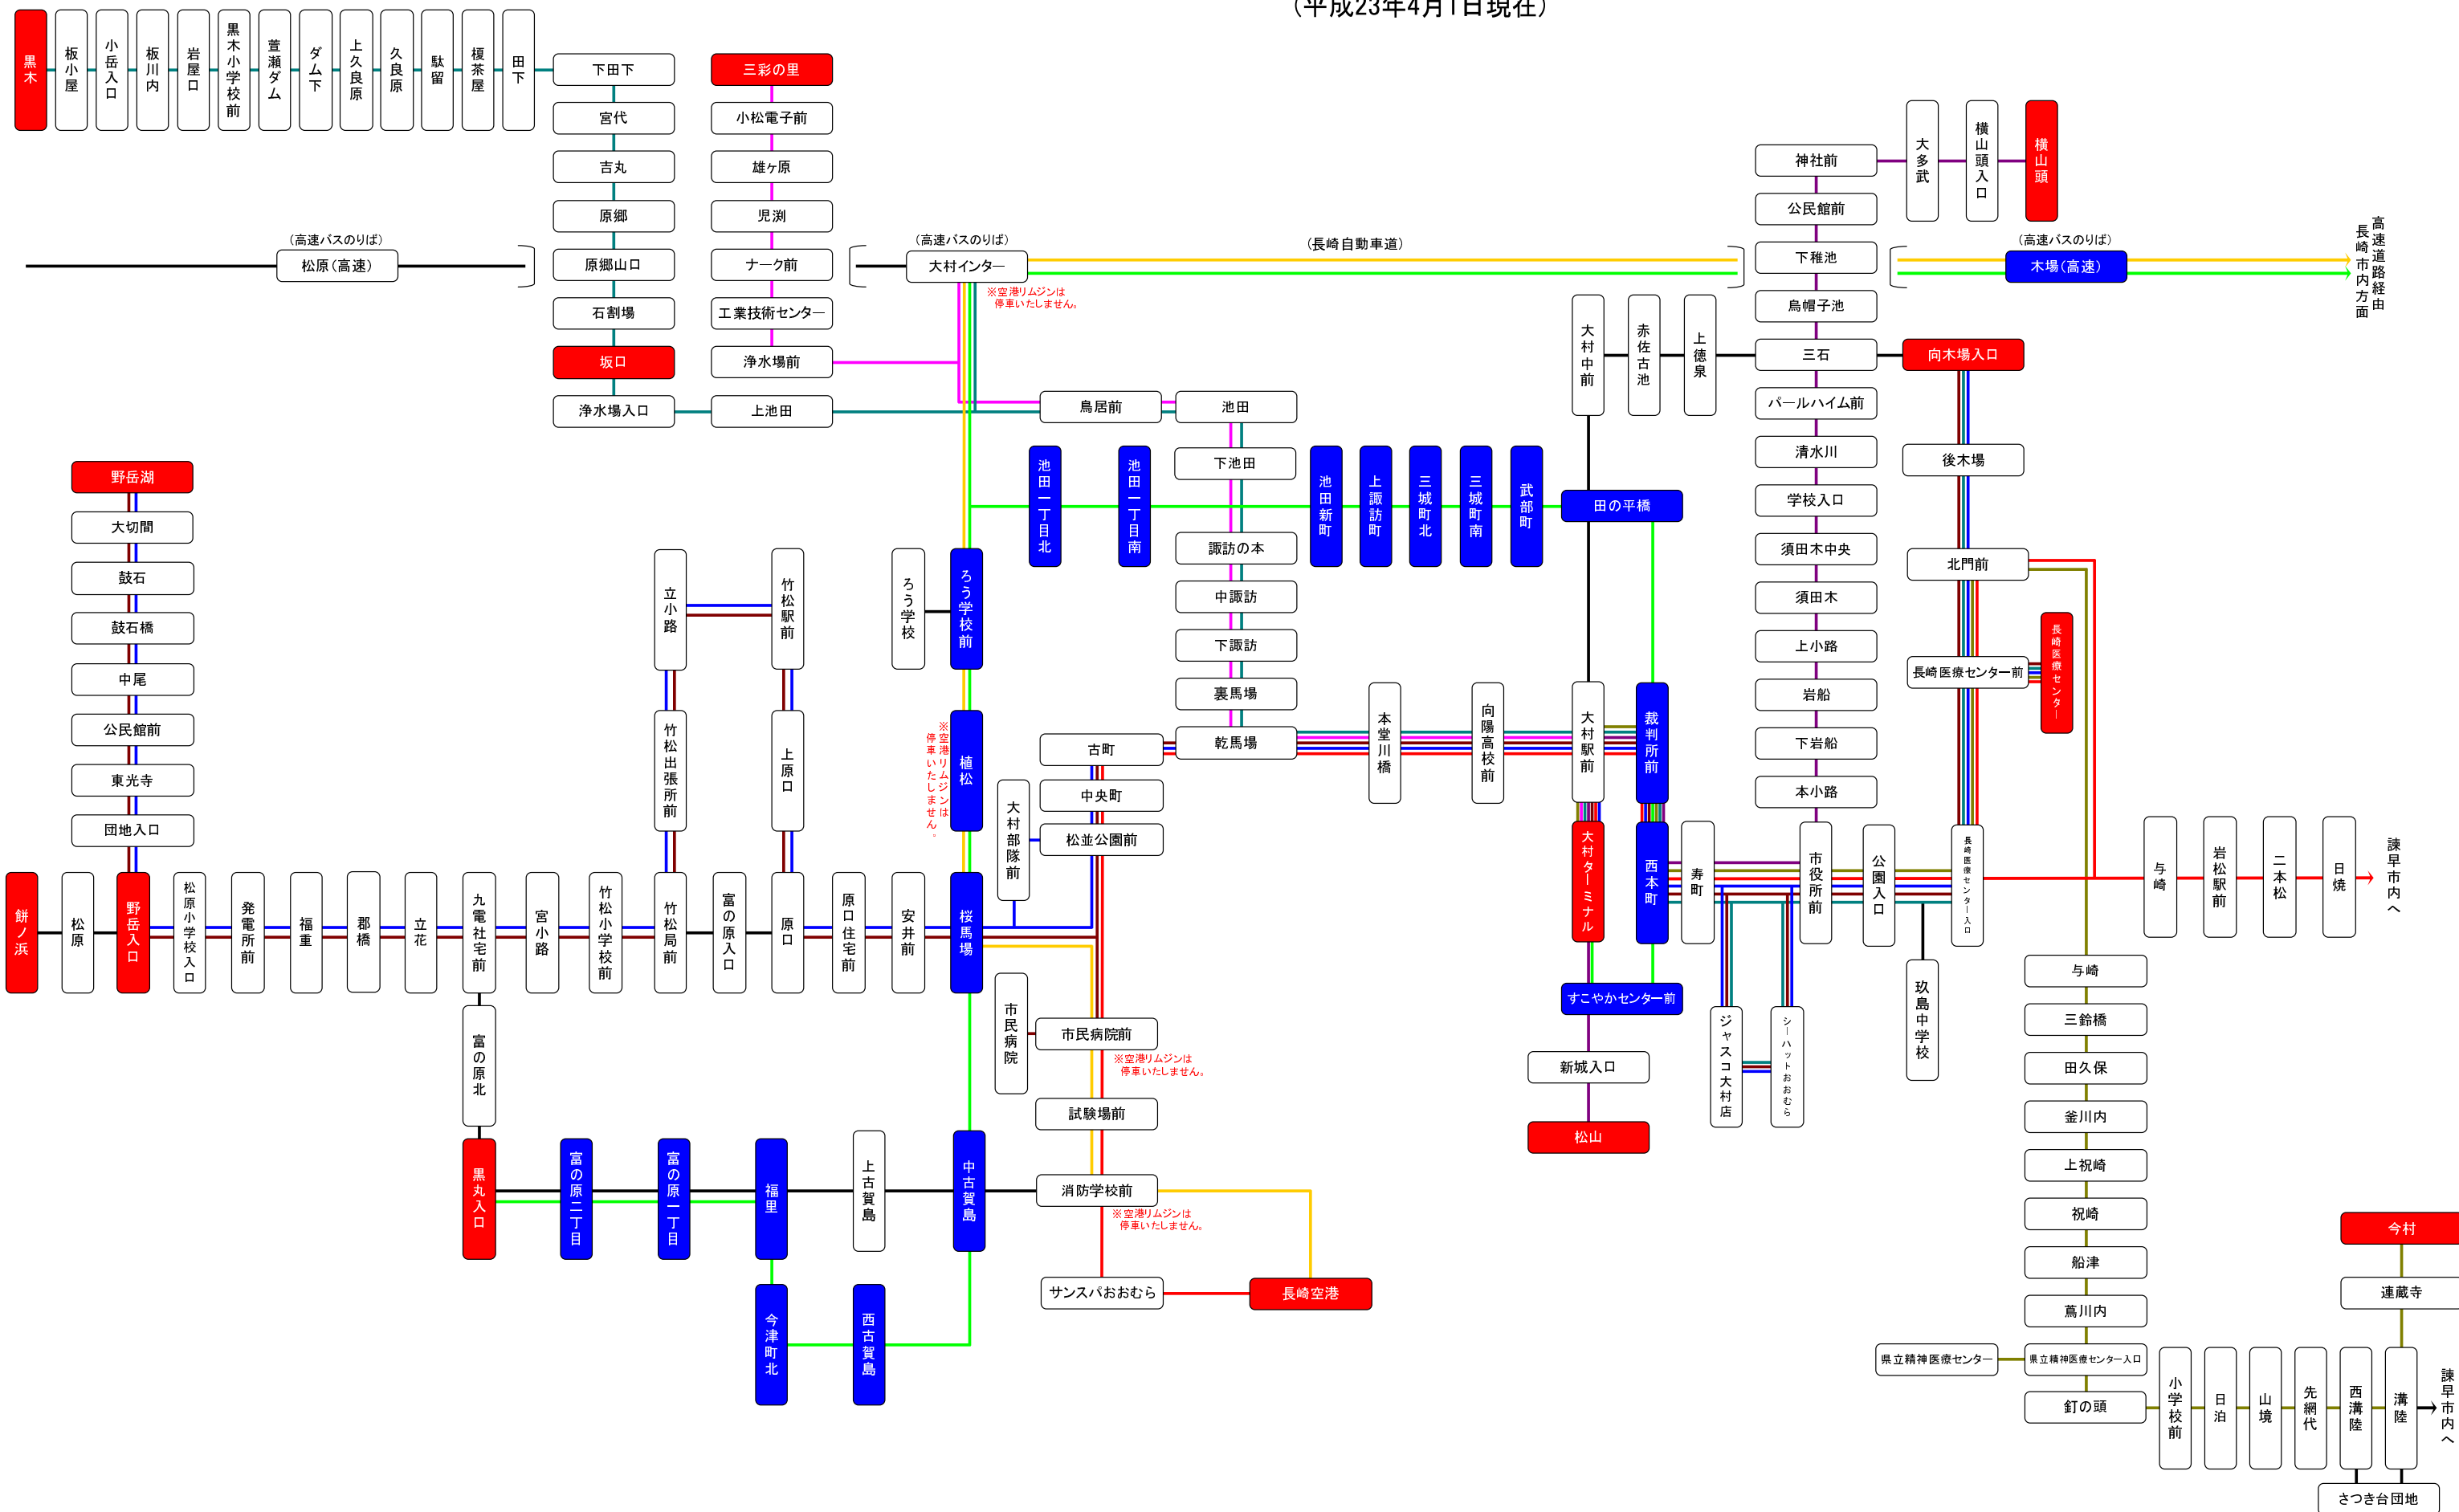 (平成23年4月1日現在)
黒木
板小屋
小岳入口
板川内
岩屋口
黒木小学校前
萱瀬ダム
ダム下
上久良原
久良原
駄留
榎茶屋
田下
下田下
宮代
吉丸
原郷
原郷山口
石割場
坂口
浄水場入口
三彩の里
小松電子前
雄ヶ原
児渕
ナーク前
工業技術センター
浄水場前
上池田
(高速バスのりば)
松原(高速)
(高速バスのりば)
大村インター
※空港リムジンは
停車いたしません。
(長崎自動車道)
(高速バスのりば)
木場(高速)
高速道路経由
長崎市内方面
神社前
大多武
横山頭入口
横山頭
公民館前
下稚池
烏帽子池
三石
パールハイム前
清水川
学校入口
須田木中央
須田木
上小路
岩船
下岩船
本小路
大村中前
赤佐古池
上徳泉
向木場入口
後木場
北門前
長崎医療センター前
長崎医療センター
鳥居前
池田
下池田
諏訪の本
中諏訪
下諏訪
裏馬場
乾馬場
池田一丁目北
池田一丁目南
池田新町
上諏訪町
三城町北
三城町南
武部町
田の平橋
野岳湖
大切間
鼓石
鼓石橋
中尾
公民館前
東光寺
団地入口
立小路
竹松駅前
竹松出張所前
上原口
ろう学校
ろう学校前
植松
※空港リムジンは
停車いたしません。
古町
中央町
松並公園前
大村部隊前
本堂川橋
向陽高校前
大村駅前
裁判所前
大村ターミナル
西本町
寿町
市役所前
公園入口
長崎医療センター入口
与崎
岩松駅前
二本松
日焼
諫早市内へ
餅ノ浜
松原
野岳入口
松原小学校入口
発電所前
福重
郡橋
立花
九電社宅前
宮小路
竹松小学校前
竹松局前
富の原入口
原口
原口住宅前
安井前
桜馬場
市民病院
市民病院前
※空港リムジンは
停車いたしません。
試験場前
消防学校前
※空港リムジンは
停車いたしません。
サンスパおおむら
長崎空港
富の原北
黒丸入口
富の原二丁目
富の原一丁目
福里
上古賀島
中古賀島
今津町北
西古賀島
すこやかセンター前
新城入口
松山
ジャスコ大村店
シーハットおおむら
玖島中学校
与崎
三鈴橋
田久保
釜川内
上祝崎
祝崎
船津
蔦川内
県立精神医療センター
県立精神医療センター入口
釘の頭
小学校前
日泊
山境
先網代
西溝陸
溝陸
今村
連蔵寺
諫早市内へ
さつき台団地